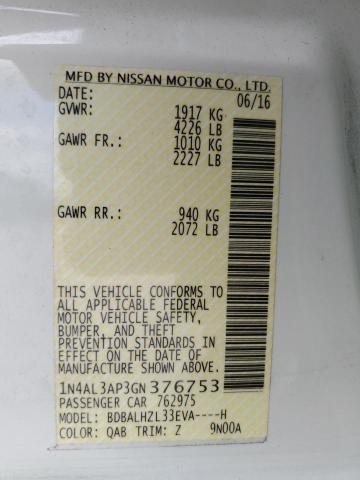 MFD BY NISSAN MOTOR CO., LTD.
DATE: 06/16
GVWR: 1917 KG
4226 LB
GAWR FR.: 1010 KG
2227 LB
GAWR RR.: 940 KG
2072 LB
THIS VEHICLE CONFORMS TO
ALL APPLICABLE FEDERAL
MOTOR VEHICLE SAFETY,
BUMPER, AND THEFT
PREVENTION STANDARDS IN
EFFECT ON THE DATE OF
MANUFACTURE SHOWN ABOVE.
1N4AL3AP3GN376753
PASSENGER CAR 762975
MODEL: BDBALHZL33EVA----H
COLOR: QAB TRIM: Z 9N00A